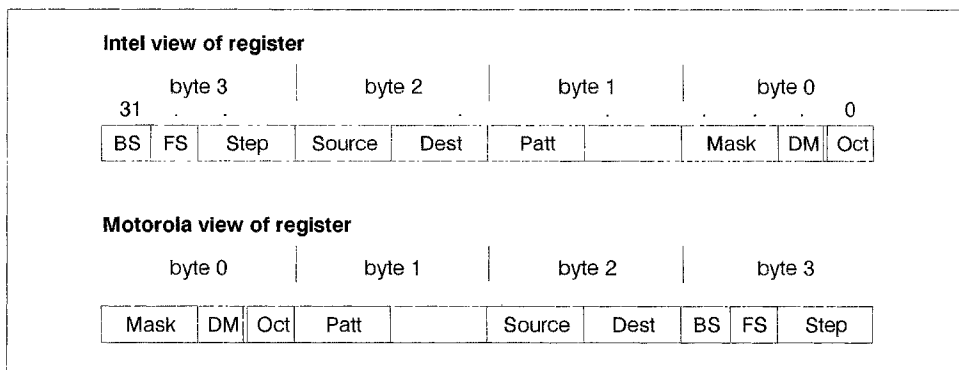 Intel view of register
byte 3 byte 2 byte 1 byte 0
31 . . . . . . . . 0
BS FS Step Source Dest Patt Mask DM Oct
Motorola view of register
byte 0 byte 1 byte 2 byte 3
Mask DM Oct Patt Source Dest BS FS Step